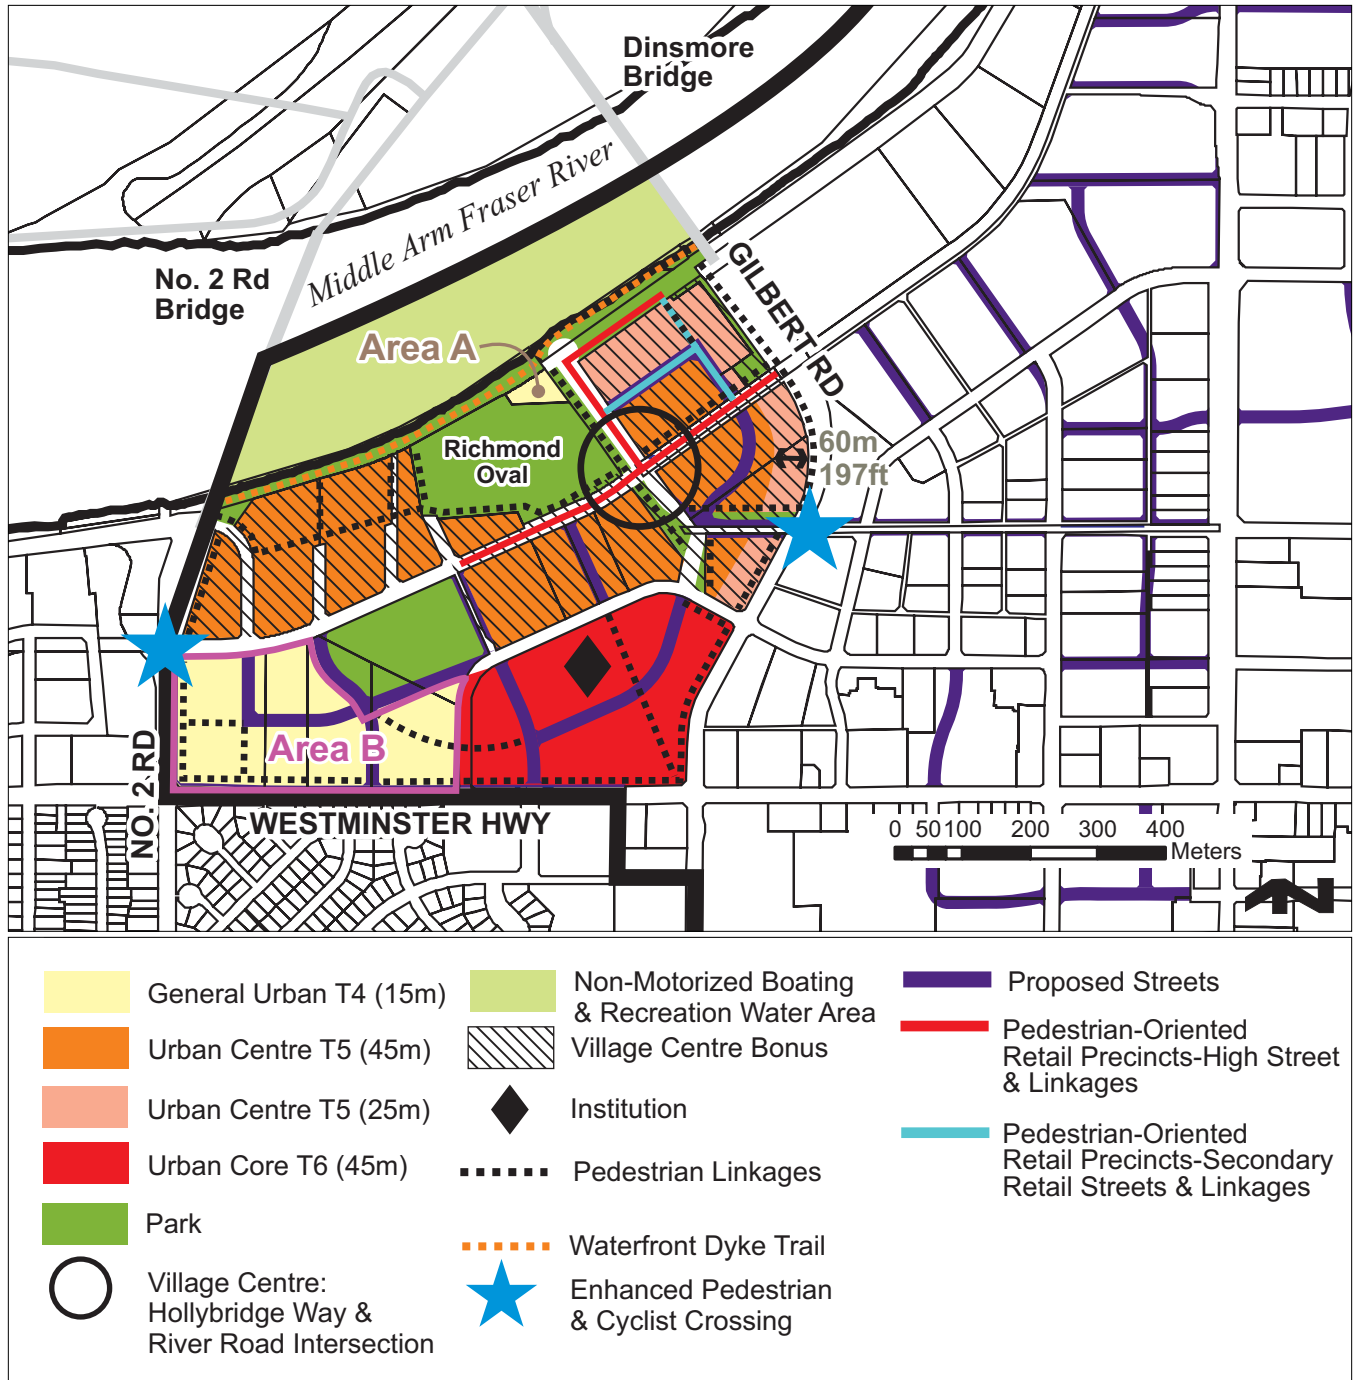 Dinsmore
Bridge
Middle Arm Fraser River
No. 2 Rd
Bridge
GILBERT RD
Area A
Richmond
Oval
60m
197ft
Area B
NO. 2 RD
WESTMINSTER HWY
0 50 100 200 300 400
Meters
N
General Urban T4 (15m)
Urban Centre T5 (45m)
Urban Centre T5 (25m)
Urban Core T6 (45m)
Park
Village Centre:
Hollybridge Way &
River Road Intersection
Non-Motorized Boating
& Recreation Water Area
Village Centre Bonus
Institution
Pedestrian Linkages
Waterfront Dyke Trail
Enhanced Pedestrian
& Cyclist Crossing
Proposed Streets
Pedestrian-Oriented
Retail Precincts-High Street
& Linkages
Pedestrian-Oriented
Retail Precincts-Secondary
Retail Streets & Linkages